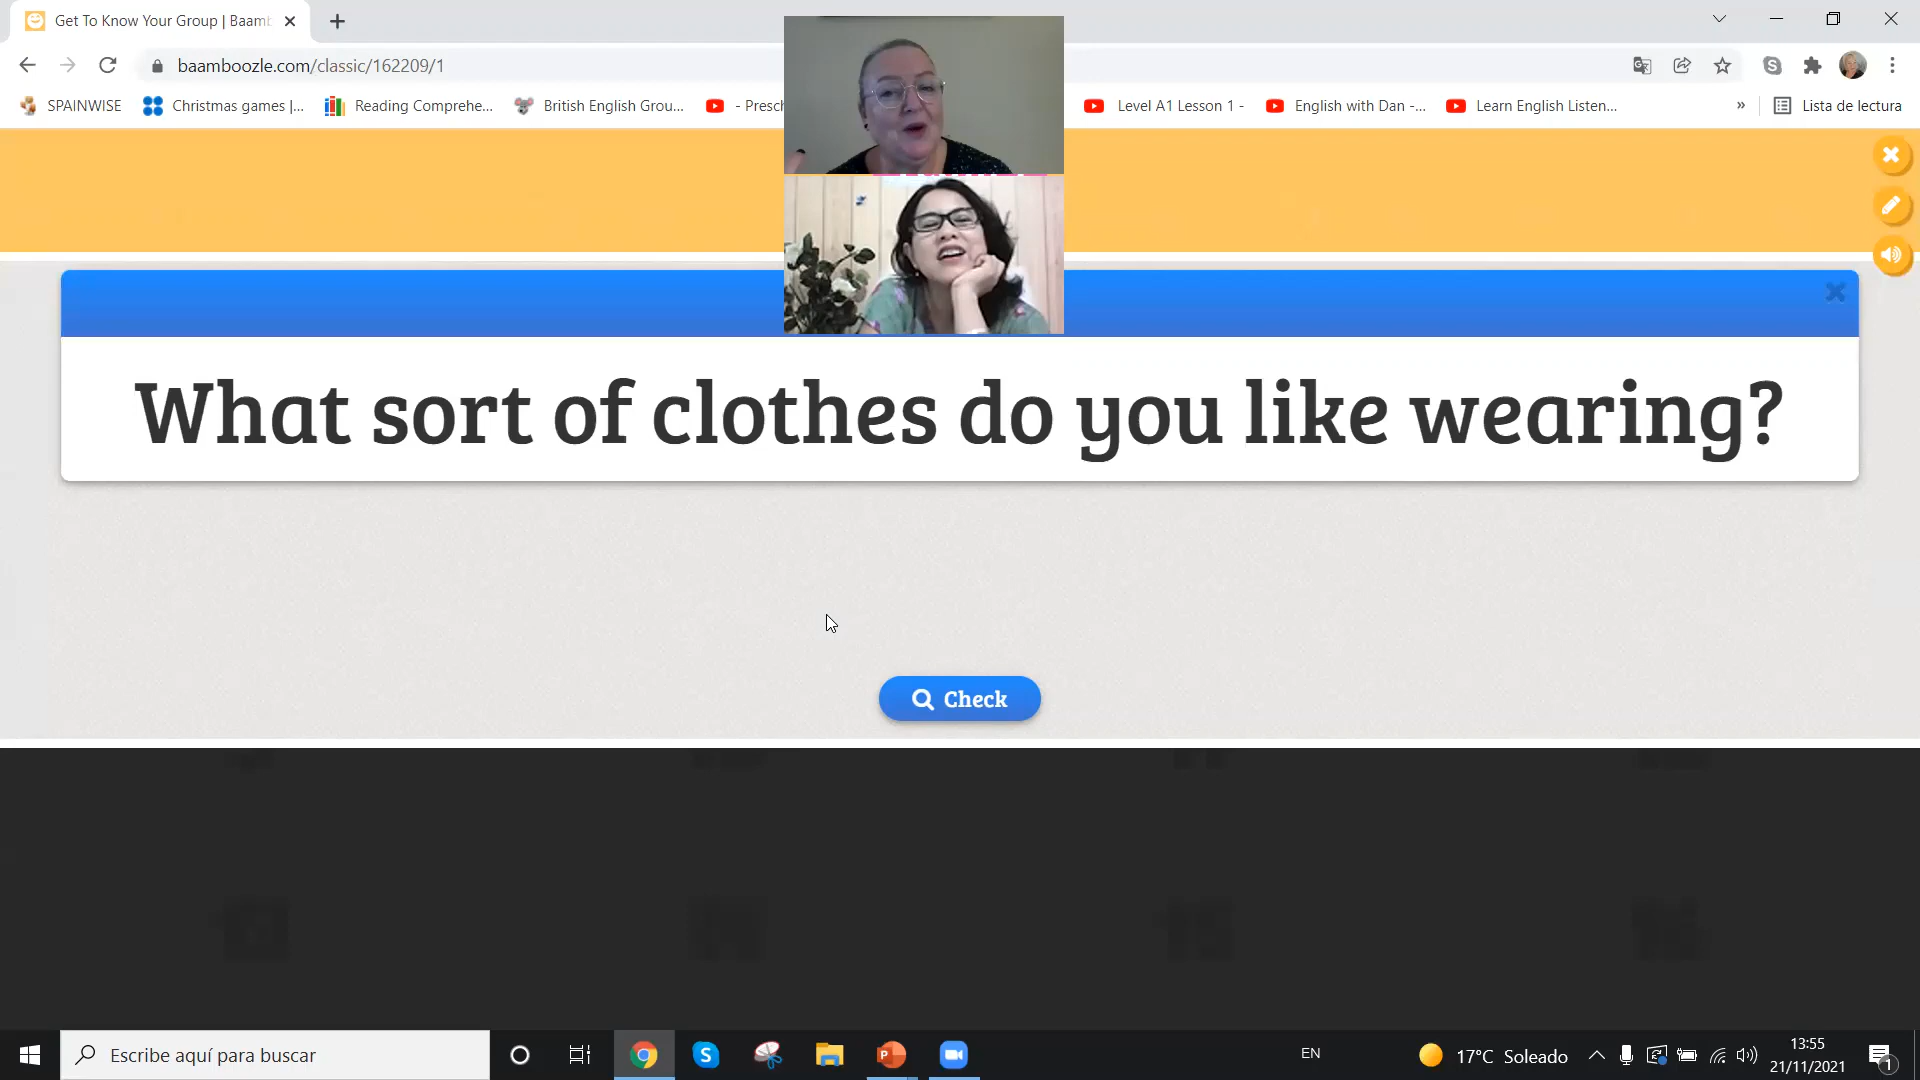 Get To Know Your Group | Baam
baamboozle.com/classic/162209/1
SPAINWISE
Christmas games |...
Reading Comprehe...
British English Grou...
- Presch
Level A1 Lesson 1 -
English with Dan -...
Learn English Listen...
»
Lista de lectura
What sort of clothes do you like wearing?
Check
Escribe aquí para buscar
EN
17°C Soleado
13:55
21/11/2021
1